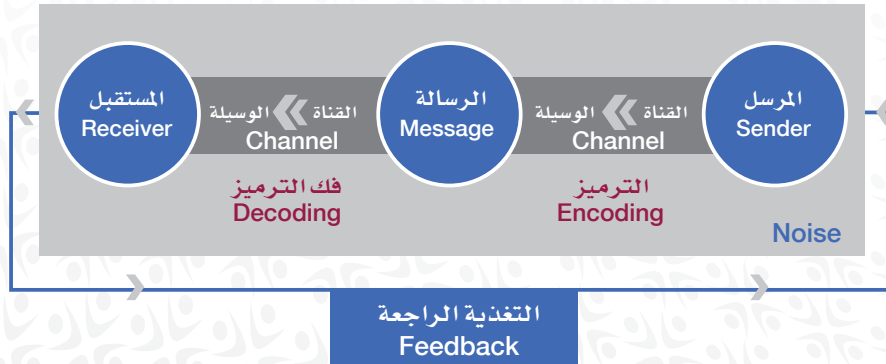 المرسل
Sender
القناة الوسيلة
Channel
الترميز
Encoding
الرسالة
Message
القناة الوسيلة
Channel
فك الترميز
Decoding
المستقبل
Receiver
Noise
التغذية الراجعة
Feedback